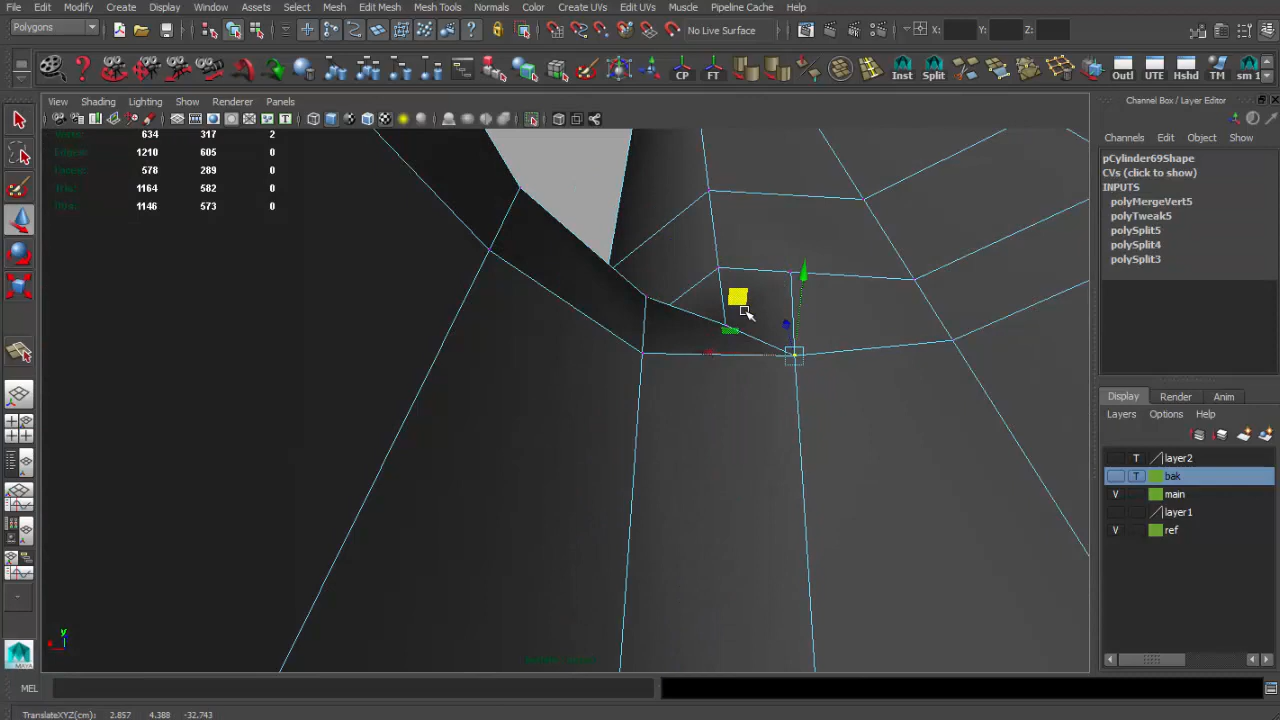 File Edit Modify Create Display Window Assets Select Mesh Edit Mesh Mesh Tools Normals Color Create UVs Edit UVs Muscle Pipeline Cache Help
Polygons
No Live Surface
X: Y: Z:
CP FT Inst Split Outl UTE Hshd TM sm 1
View Shading Lighting Show Renderer Panels
Channel Box / Layer Editor
Channels Edit Object Show
634 317 2
Edges: 1210 605 0
578 289 0
Tris: 1164 582 0
1146 573 0
pCylinder69Shape
CVs (click to show)
INPUTS
polyMergeVert5
polyTweak5
polySplit5
polySplit4
polySplit3
Display Render Anim
Layers Options Help
T layer2
T bak
V main
layer1
V ref
y
MAYA
MEL
TranslateXYZ(cm): 2.857 4.388 -32.743